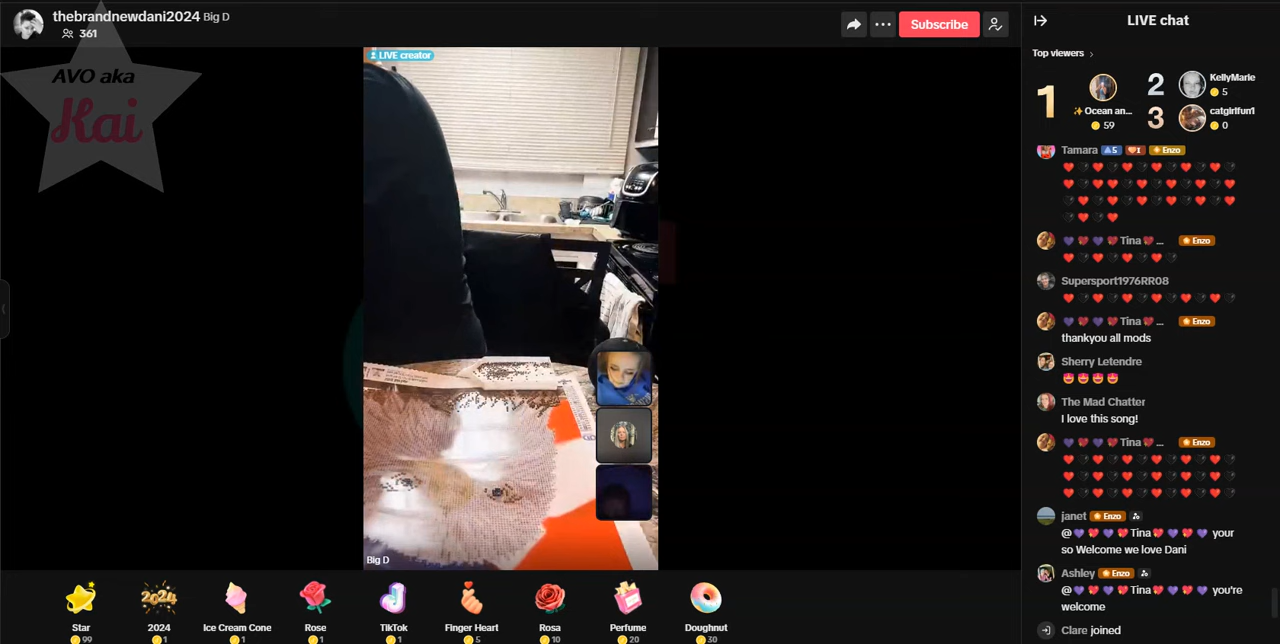 thebrandnewdani2024 Big D
361
Subscribe
AVO aka
Kai
LIVE creator
Big D
Star
99
2024
2024
1
Ice Cream Cone
1
Rose
1
TikTok
1
Finger Heart
5
Rosa
10
Perfume
20
Doughnut
30
LIVE chat
Top viewers
1
✨Ocean an...
59
2
KellyMarie
5
3
catgirlfun1
0
Tamara 5 1 Enzo
Tina ... Enzo
Supersport1976RR08
Tina ... Enzo
thankyou all mods
Sherry Letendre
The Mad Chatter
I love this song!
Tina ... Enzo
janet Enzo
@💜💖💜💖Tina💖💜💖💜 your
so Welcome we love Dani
Ashley Enzo
@💜💖💜💖Tina💖💜💖💜 you're
welcome
Clare joined